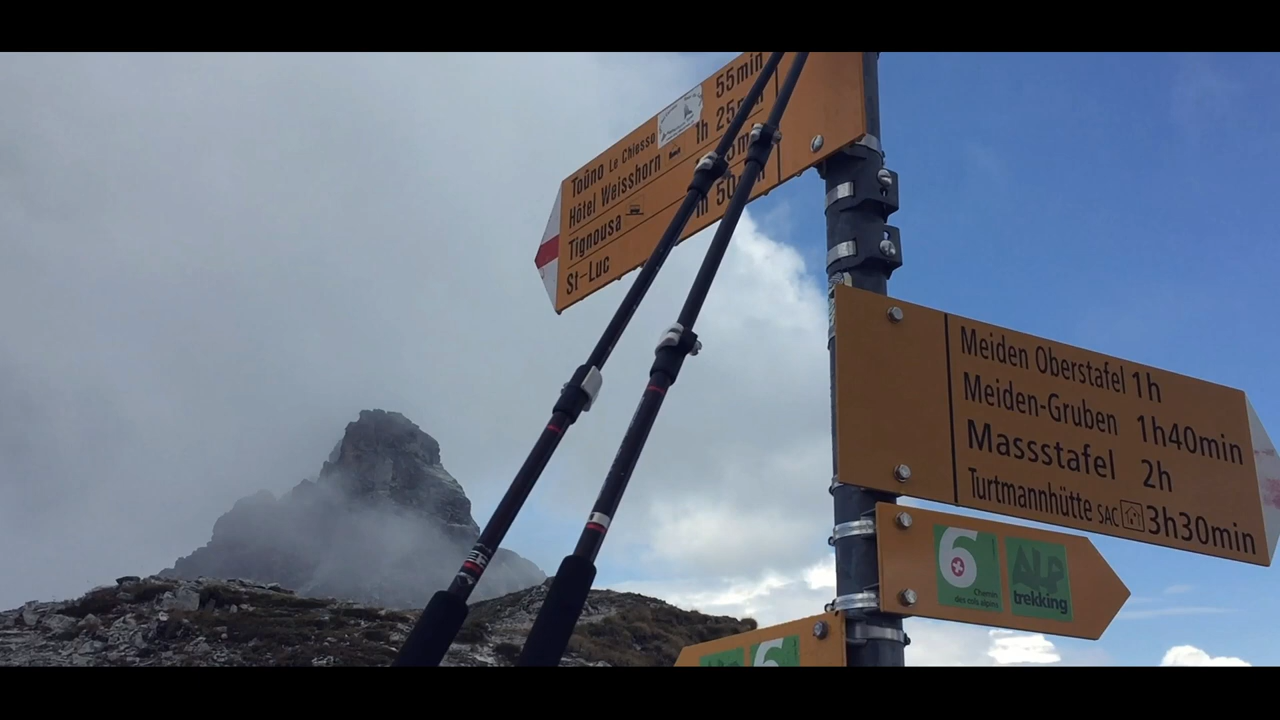 Toûno Le Chiesso 55min
Hôtel Weisshorn 1h 25
Tignousa
St-Luc 50
Meiden Oberstafel 1h
Meiden-Gruben 1h40min
Massstafel 2h
Turtmannhütte SAC 3h30min
6
Chemin
des cols alpins
ALP
trekking
6